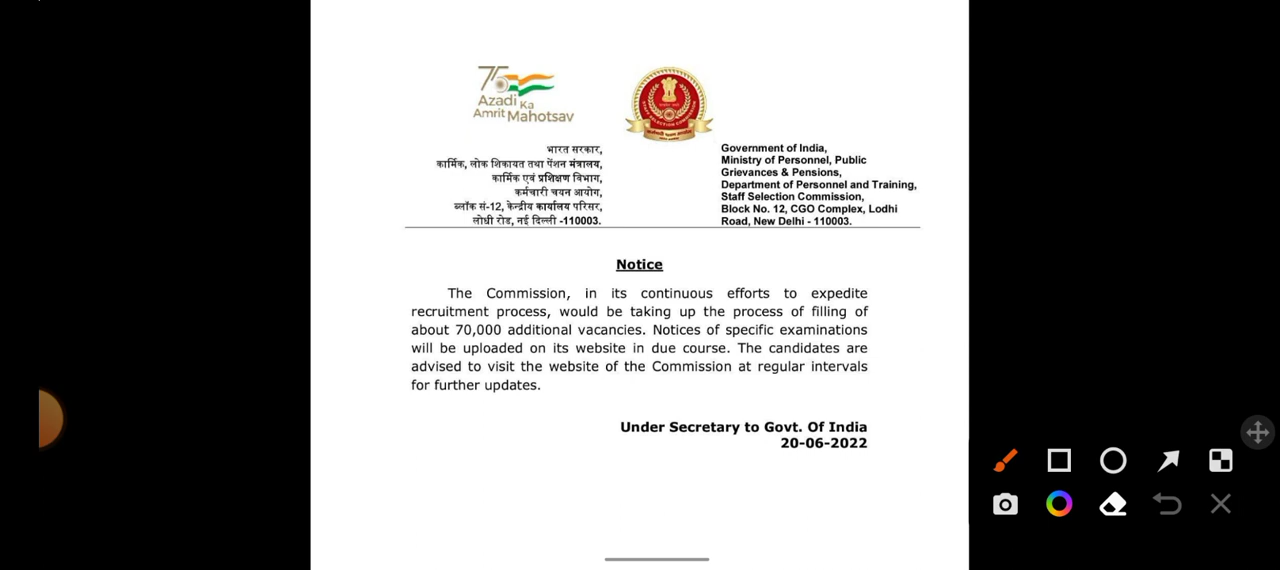 75
Azadi Ka
Amrit Mahotsav
भारत सरकार,
कार्मिक, लोक शिकायत तथा पेंशन मंत्रालय,
कार्मिक एवं प्रशिक्षण विभाग,
कर्मचारी चयन आयोग,
ब्लॉक सं-12, केन्द्रीय कार्यालय परिसर,
लोधी रोड, नई दिल्ली -110003.
Government of India,
Ministry of Personnel, Public
Grievances & Pensions,
Department of Personnel and Training,
Staff Selection Commission,
Block No. 12, CGO Complex, Lodhi
Road, New Delhi - 110003.
Notice
The Commission, in its continuous efforts to expedite
recruitment process, would be taking up the process of filling of
about 70,000 additional vacancies. Notices of specific examinations
will be uploaded on its website in due course. The candidates are
advised to visit the website of the Commission at regular intervals
for further updates.
Under Secretary to Govt. Of India
20-06-2022